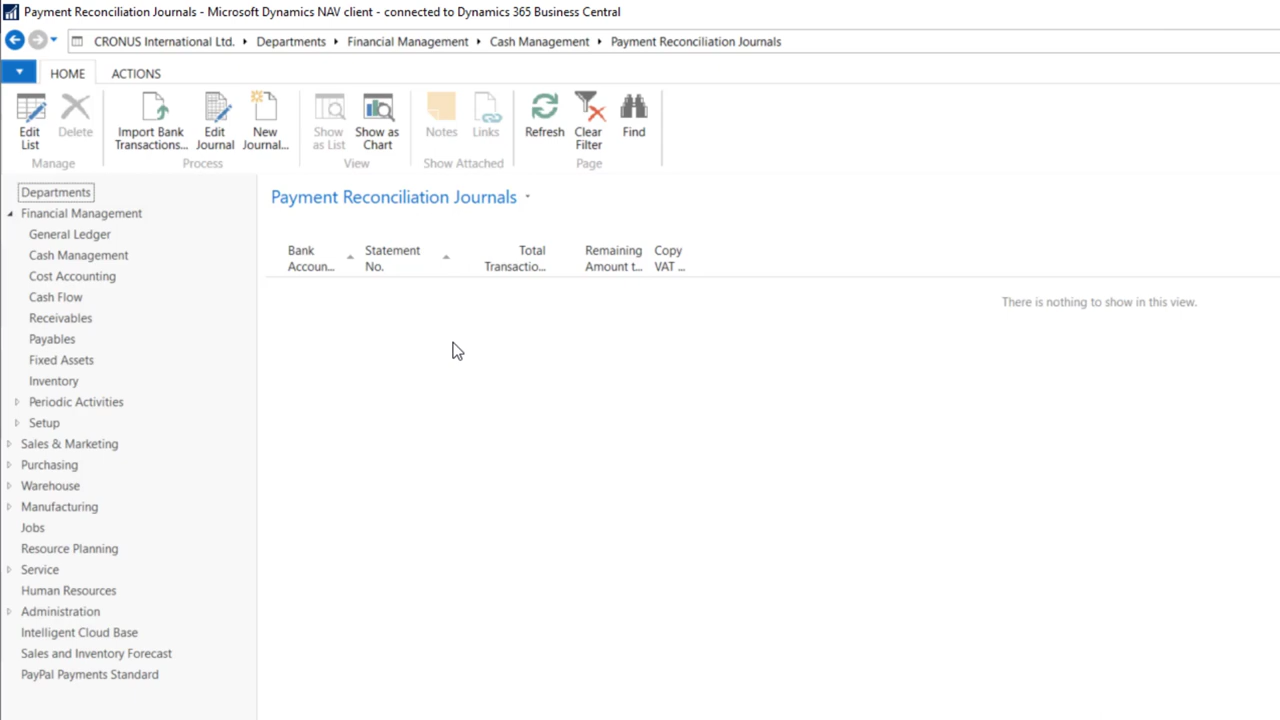 Payment Reconciliation Journals - Microsoft Dynamics NAV client - connected to Dynamics 365 Business Central
CRONUS International Ltd. Departments Financial Management Cash Management Payment Reconciliation Journals
HOME ACTIONS
Edit List
Delete
Import Bank Transactions...
Edit Journal
New Journal...
Show as List
Show as Chart
Notes
Links
Refresh
Clear Filter
Find
Manage Process View Show Attached Page
Departments
Financial Management
General Ledger
Cash Management
Cost Accounting
Cash Flow
Receivables
Payables
Fixed Assets
Inventory
Periodic Activities
Setup
Sales & Marketing
Purchasing
Warehouse
Manufacturing
Jobs
Resource Planning
Service
Human Resources
Administration
Intelligent Cloud Base
Sales and Inventory Forecast
PayPal Payments Standard
Payment Reconciliation Journals
Bank Accoun...
Statement No.
Total Transactio...
Remaining Amount t...
Copy VAT ...
There is nothing to show in this view.